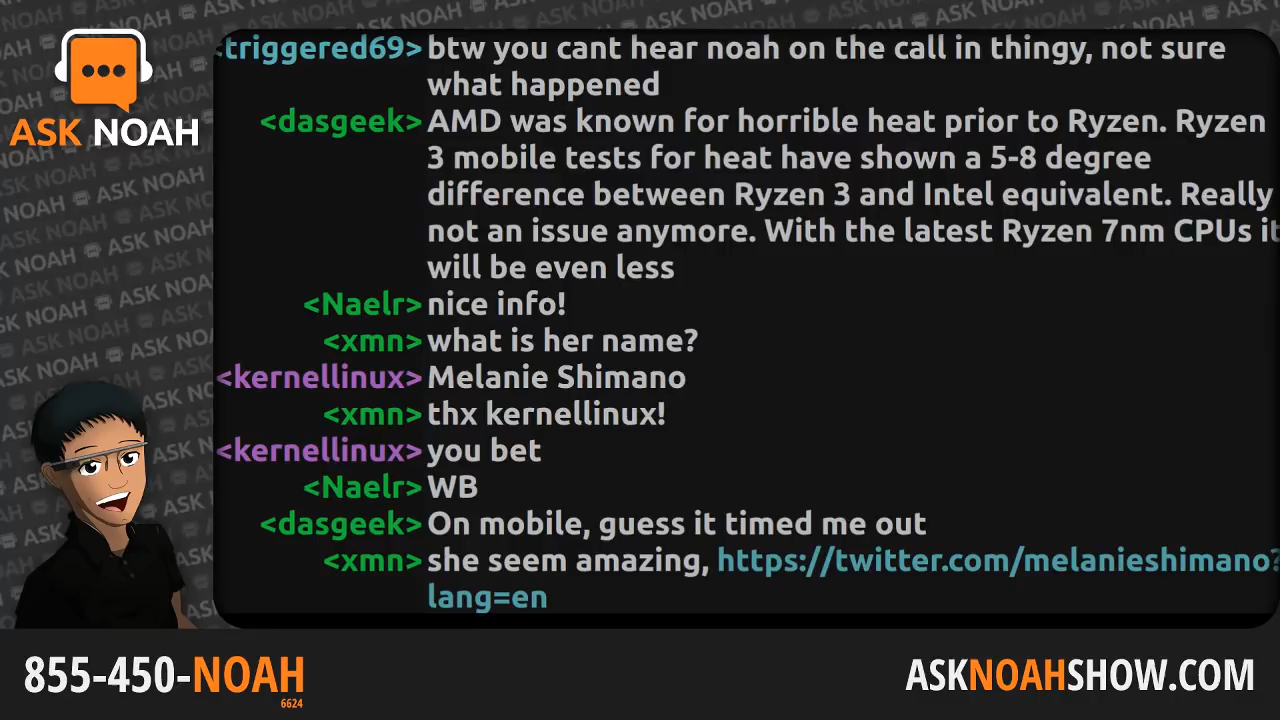 ASK NOAH
triggered69> btw you cant hear noah on the call in thingy, not sure
what happened
<dasgeek> AMD was known for horrible heat prior to Ryzen. Ryzen
3 mobile tests for heat have shown a 5-8 degree
difference between Ryzen 3 and Intel equivalent. Really
not an issue anymore. With the latest Ryzen 7nm CPUs it
will be even less
<Naelr> nice info!
<xmn> what is her name?
<kernellinux> Melanie Shimano
<xmn> thx kernellinux!
<kernellinux> you bet
<Naelr> WB
<dasgeek> On mobile, guess it timed me out
<xmn> she seem amazing, https://twitter.com/melanieshimano?
lang=en
855-450-NOAH
6624
ASKNOAHSHOW.COM